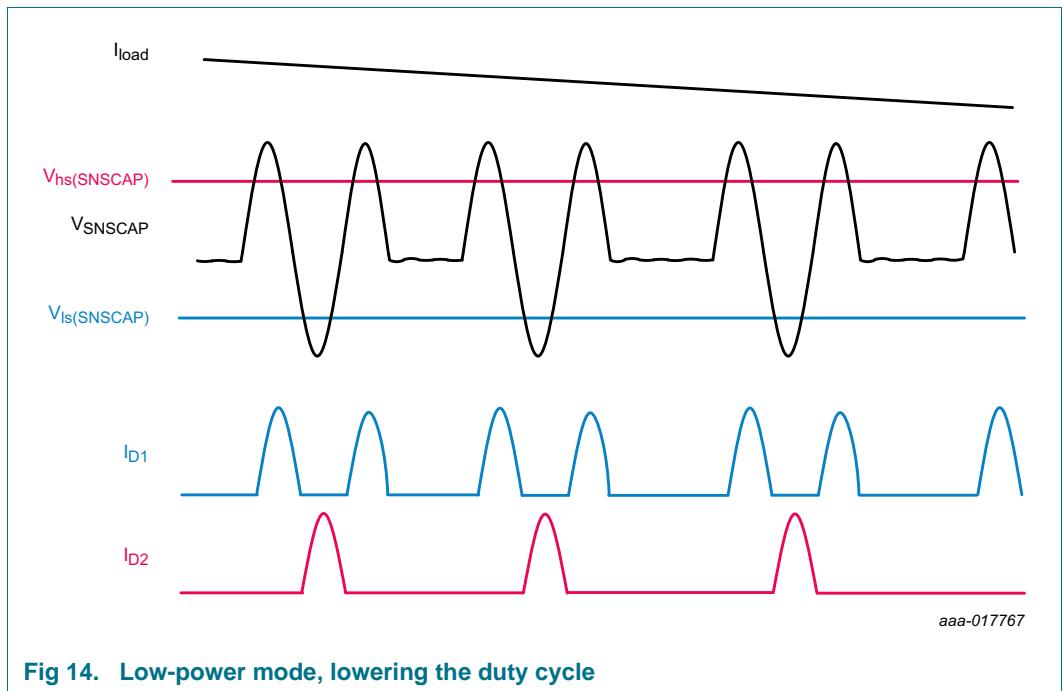 Iload
Vhs(SNSCAP)
VSNSCAP
Vls(SNSCAP)
ID1
ID2
aaa-017767
Fig 14. Low-power mode, lowering the duty cycle